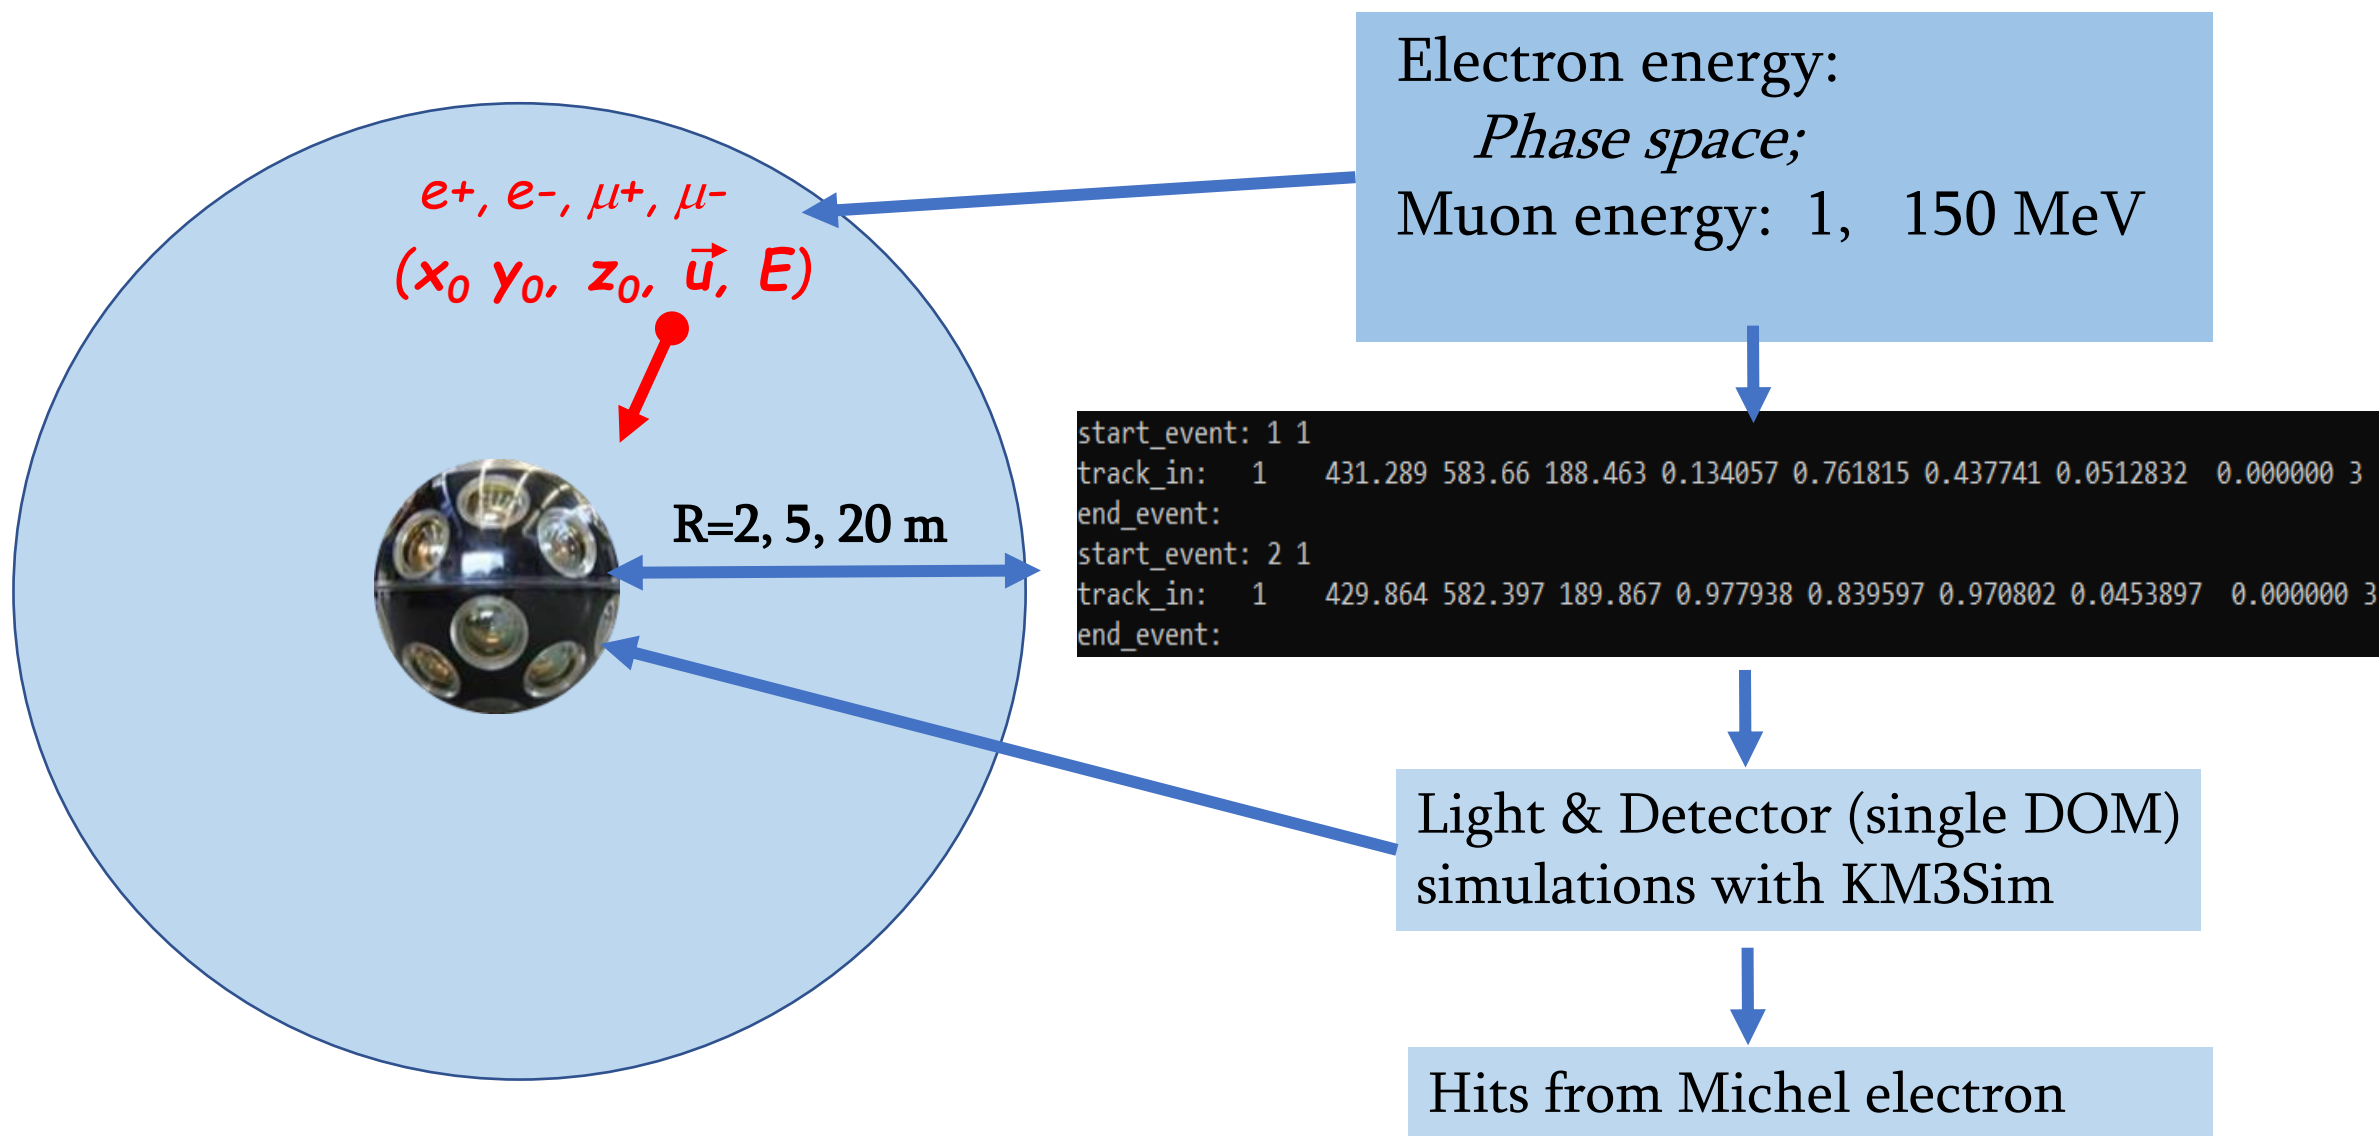 Electron energy:
Phase space;
Muon energy: 1, 150 MeV
e+, e-, μ+, μ-
(x0 y0, z0, u, E)
R=2, 5, 20 m
start_event: 1 1
track_in: 1 431.289 583.66 188.463 0.134057 0.761815 0.437741 0.0512832 0.000000 3
end_event:
start_event: 2 1
track_in: 1 429.864 582.397 189.867 0.977938 0.839597 0.970802 0.0453897 0.000000 3
end_event:
Light & Detector (single DOM)
simulations with KM3Sim
Hits from Michel electron